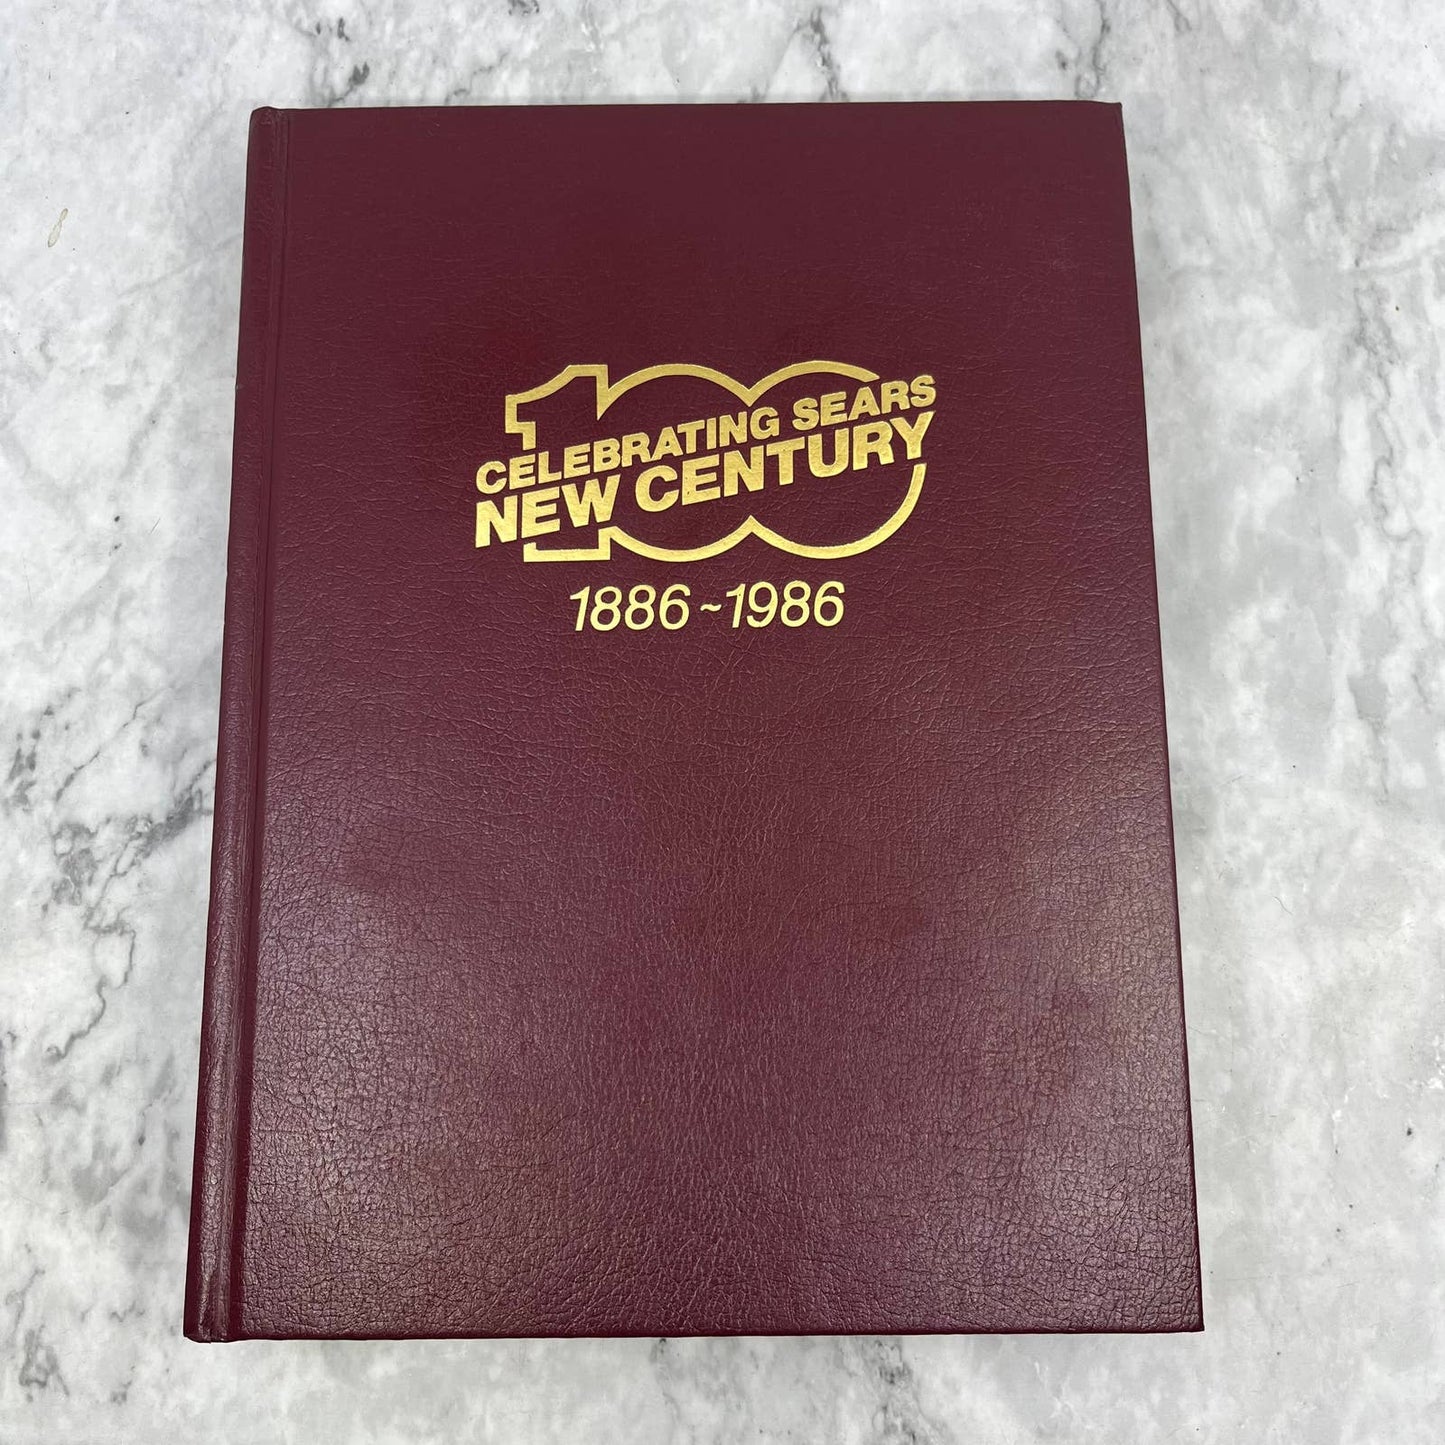 100
CELEBRATING SEARS
NEW CENTURY
1886~1986